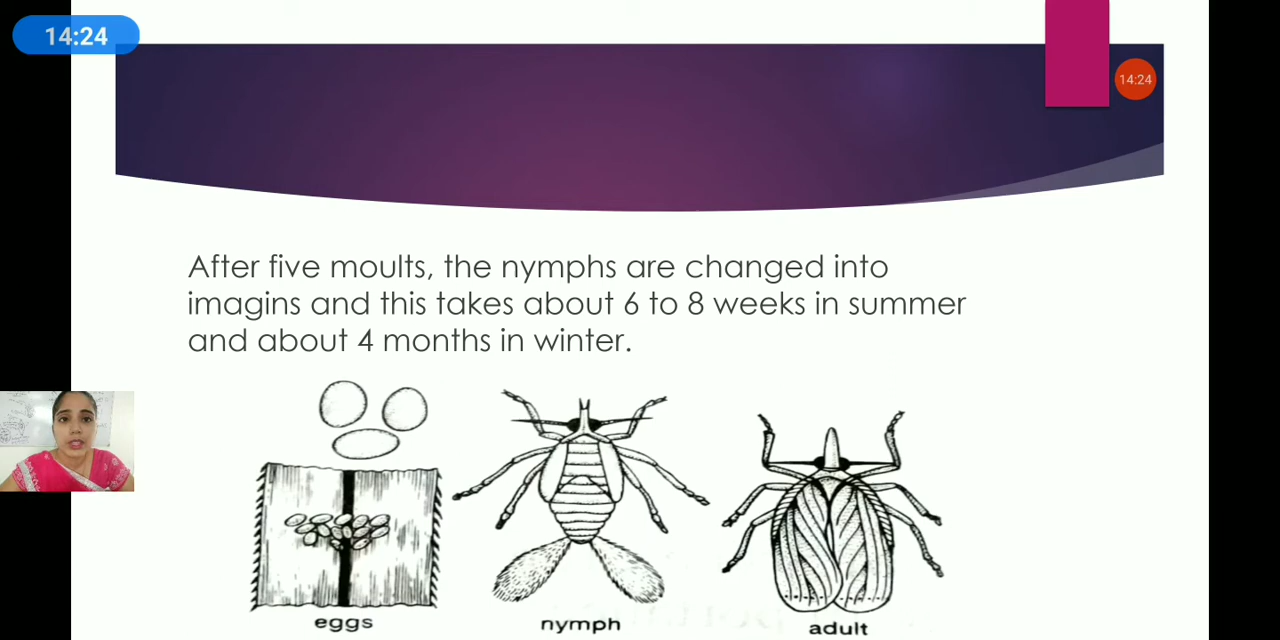 14:24
14:24
After five moults, the nymphs are changed into
imagins and this takes about 6 to 8 weeks in summer
and about 4 months in winter.
eggs
nymph
adult